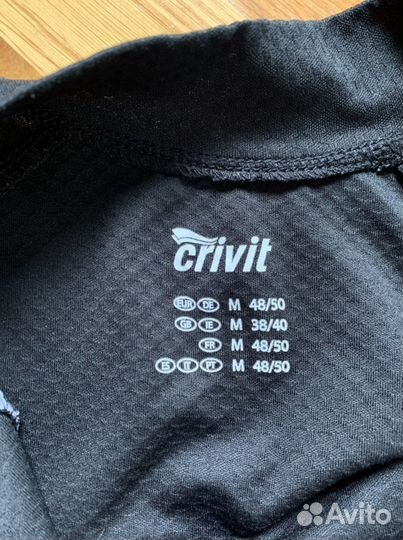 crivit
EUR DE M 48/50
GB IE M 38/40
FR M 48/50
ES IT PT M 48/50
Avito